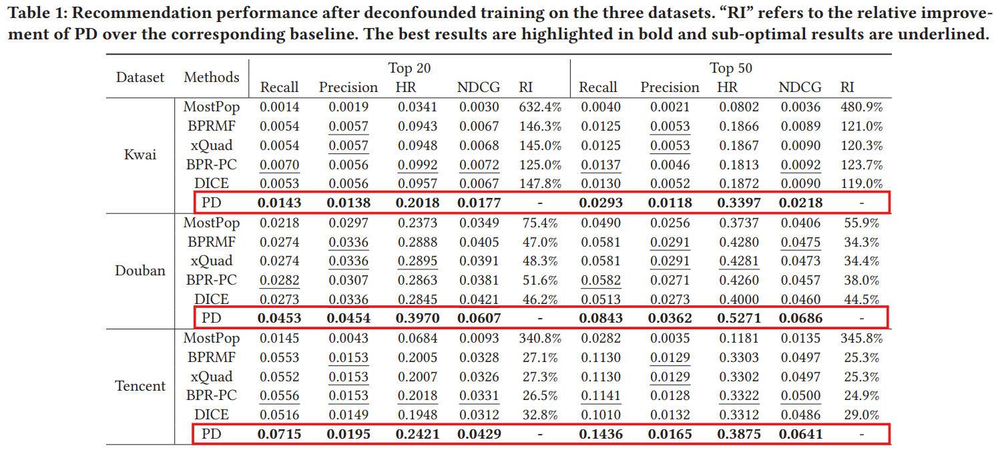 Table 1: Recommendation performance after deconfounded training on the three datasets. “RI” refers to the relative improve-
ment of PD over the corresponding baseline. The best results are highlighted in bold and sub-optimal results are underlined.
Dataset Methods Top 20 Top 50
Recall Precision HR NDCG RI Recall Precision HR NDCG RI
Kwai
MostPop 0.0014 0.0019 0.0341 0.0030 632.4% 0.0040 0.0021 0.0802 0.0036 480.9%
BPRMF 0.0054 0.0057 0.0943 0.0067 146.3% 0.0125 0.0053 0.1866 0.0089 121.0%
xQuad 0.0054 0.0057 0.0948 0.0068 145.0% 0.0125 0.0053 0.1867 0.0090 120.3%
BPR-PC 0.0070 0.0056 0.0992 0.0072 125.0% 0.0137 0.0046 0.1813 0.0092 123.7%
DICE 0.0053 0.0056 0.0957 0.0067 147.8% 0.0130 0.0052 0.1872 0.0090 119.0%
PD 0.0143 0.0138 0.2018 0.0177 - 0.0293 0.0118 0.3397 0.0218 -
Douban
MostPop 0.0218 0.0297 0.2373 0.0349 75.4% 0.0490 0.0256 0.3737 0.0406 55.9%
BPRMF 0.0274 0.0336 0.2888 0.0405 47.0% 0.0581 0.0291 0.4280 0.0475 34.3%
xQuad 0.0274 0.0336 0.2895 0.0391 48.3% 0.0581 0.0291 0.4281 0.0473 34.4%
BPR-PC 0.0282 0.0307 0.2863 0.0381 51.6% 0.0582 0.0271 0.4260 0.0457 38.0%
DICE 0.0273 0.0336 0.2845 0.0421 46.2% 0.0513 0.0273 0.4000 0.0460 44.5%
PD 0.0453 0.0454 0.3970 0.0607 - 0.0843 0.0362 0.5271 0.0686 -
Tencent
MostPop 0.0145 0.0043 0.0684 0.0093 340.8% 0.0282 0.0035 0.1181 0.0135 345.8%
BPRMF 0.0553 0.0153 0.2005 0.0328 27.1% 0.1130 0.0129 0.3303 0.0497 25.3%
xQuad 0.0552 0.0153 0.2007 0.0326 27.3% 0.1130 0.0129 0.3302 0.0497 25.3%
BPR-PC 0.0556 0.0153 0.2018 0.0331 26.5% 0.1141 0.0128 0.3322 0.0500 24.9%
DICE 0.0516 0.0149 0.1948 0.0312 32.8% 0.1010 0.0132 0.3312 0.0486 29.0%
PD 0.0715 0.0195 0.2421 0.0429 - 0.1436 0.0165 0.3875 0.0641 -